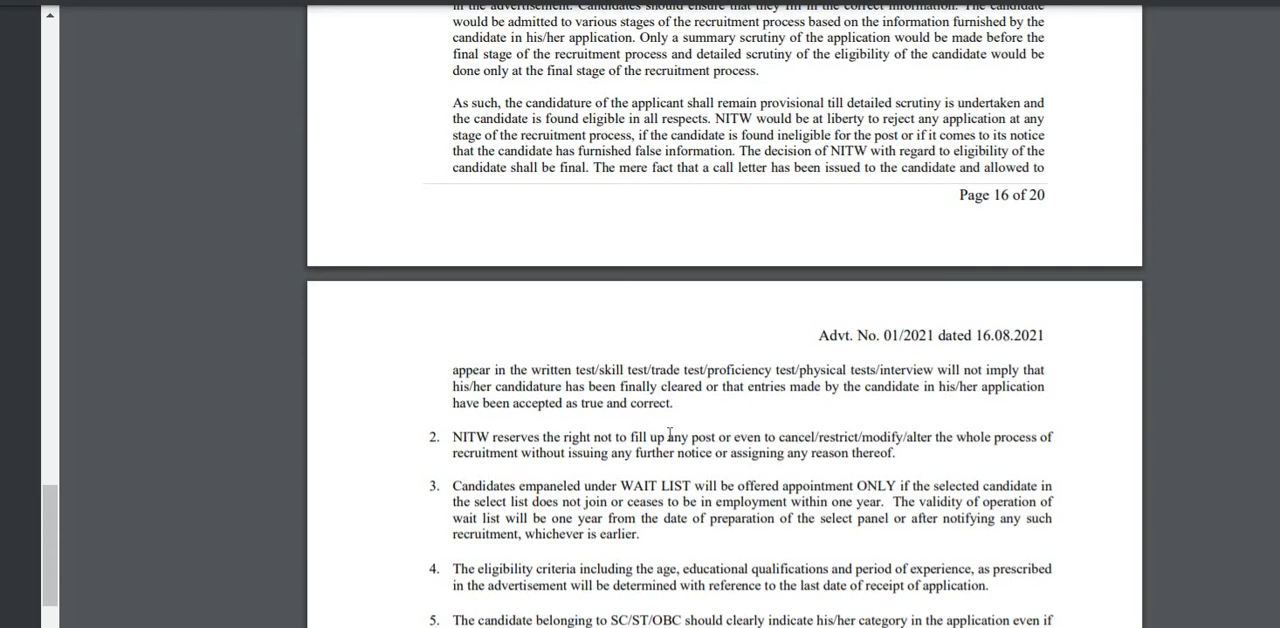 in the advertisement. Candidates should ensure that they fill in the correct information. The candidate
would be admitted to various stages of the recruitment process based on the information furnished by the
candidate in his/her application. Only a summary scrutiny of the application would be made before the
final stage of the recruitment process and detailed scrutiny of the eligibility of the candidate would be
done only at the final stage of the recruitment process.
As such, the candidature of the applicant shall remain provisional till detailed scrutiny is undertaken and
the candidate is found eligible in all respects. NITW would be at liberty to reject any application at any
stage of the recruitment process, if the candidate is found ineligible for the post or if it comes to its notice
that the candidate has furnished false information. The decision of NITW with regard to eligibility of the
candidate shall be final. The mere fact that a call letter has been issued to the candidate and allowed to
Page 16 of 20
Advt. No. 01/2021 dated 16.08.2021
appear in the written test/skill test/trade test/proficiency test/physical tests/interview will not imply that
his/her candidature has been finally cleared or that entries made by the candidate in his/her application
have been accepted as true and correct.
2. NITW reserves the right not to fill up any post or even to cancel/restrict/modify/alter the whole process of
recruitment without issuing any further notice or assigning any reason thereof.
3. Candidates empaneled under WAIT LIST will be offered appointment ONLY if the selected candidate in
the select list does not join or ceases to be in employment within one year. The validity of operation of
wait list will be one year from the date of preparation of the select panel or after notifying any such
recruitment, whichever is earlier.
4. The eligibility criteria including the age, educational qualifications and period of experience, as prescribed
in the advertisement will be determined with reference to the last date of receipt of application.
5. The candidate belonging to SC/ST/OBC should clearly indicate his/her category in the application even if